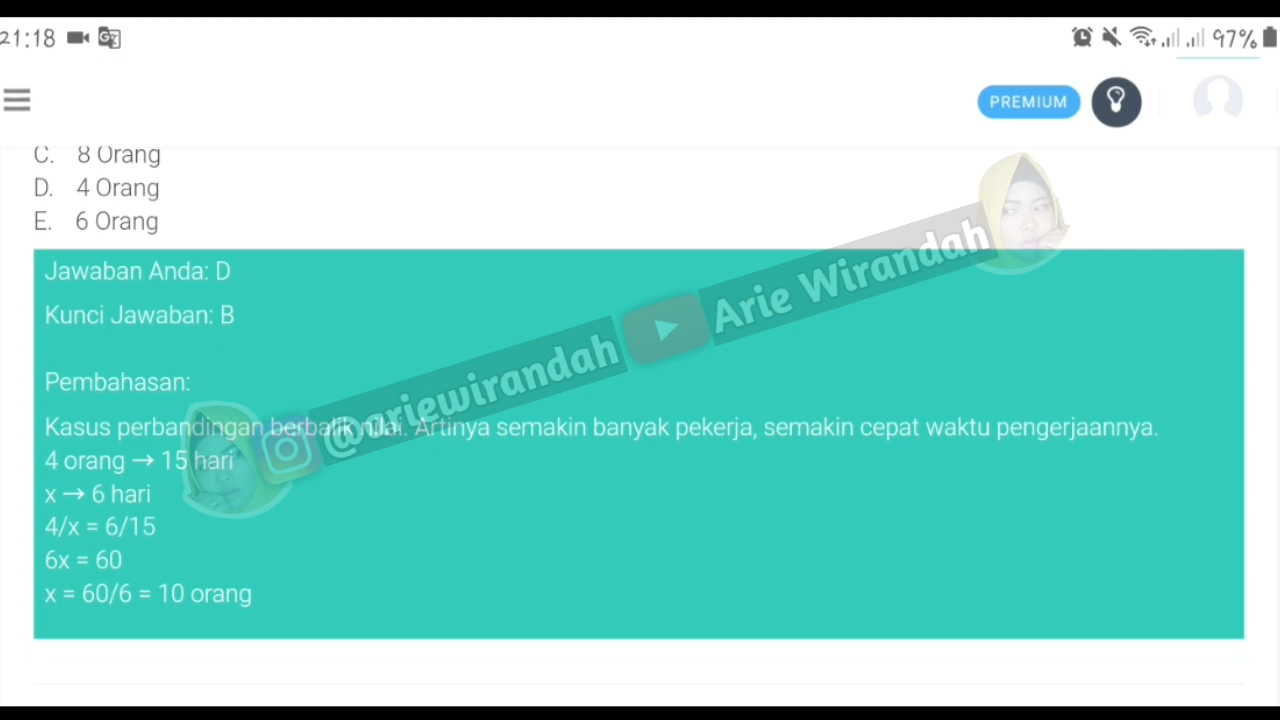 21:18
97%
PREMIUM
C. 8 Orang
D. 4 Orang
E. 6 Orang
Jawaban Anda: D
Kunci Jawaban: B
Pembahasan:
Kasus perbandingan berbalik nilai. Artinya semakin banyak pekerja, semakin cepat waktu pengerjaannya.
4 orang → 15 hari
x → 6 hari
4/x = 6/15
6x = 60
x = 60/6 = 10 orang
@ariewirandah Arie Wirandah